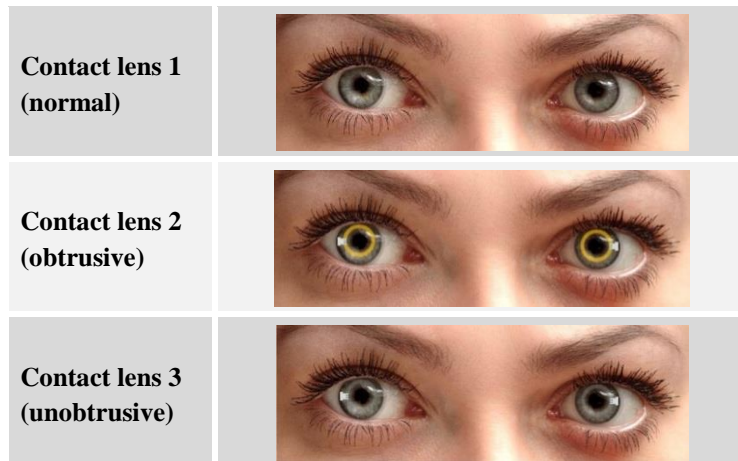 Contact lens 1
(normal)
Contact lens 2
(obtrusive)
Contact lens 3
(unobtrusive)